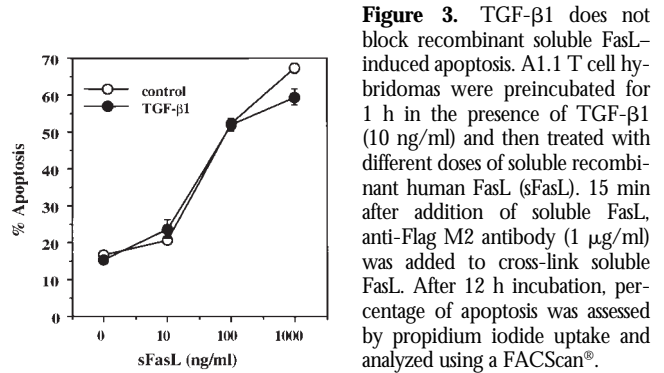 70
60
50
40
30
20
10
0
% Apoptosis
control
TGF-β1
0 10 100 1000
sFasL (ng/ml)
Figure 3. TGF-β1 does not
block recombinant soluble FasL–
induced apoptosis. A1.1 T cell hy-
bridomas were preincubated for
1 h in the presence of TGF-β1
(10 ng/ml) and then treated with
different doses of soluble recombi-
nant human FasL (sFasL). 15 min
after addition of soluble FasL,
anti-Flag M2 antibody (1 μg/ml)
was added to cross-link soluble
FasL. After 12 h incubation, per-
centage of apoptosis was assessed
by propidium iodide uptake and
analyzed using a FACScan®.